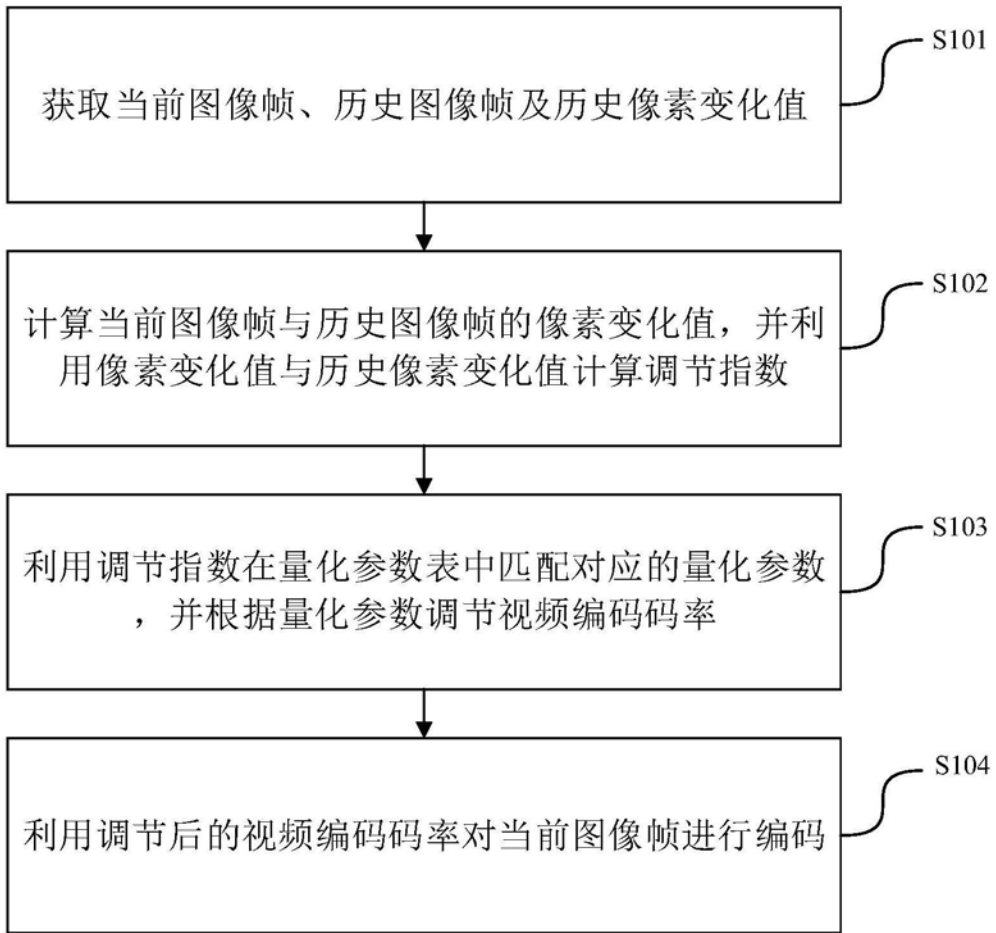 获取当前图像帧、历史图像帧及历史像素变化值
S101
计算当前图像帧与历史图像帧的像素变化值，并利
用像素变化值与历史像素变化值计算调节指数
S102
利用调节指数在量化参数表中匹配对应的量化参数
，并根据量化参数调节视频编码码率
S103
利用调节后的视频编码码率对当前图像帧进行编码
S104